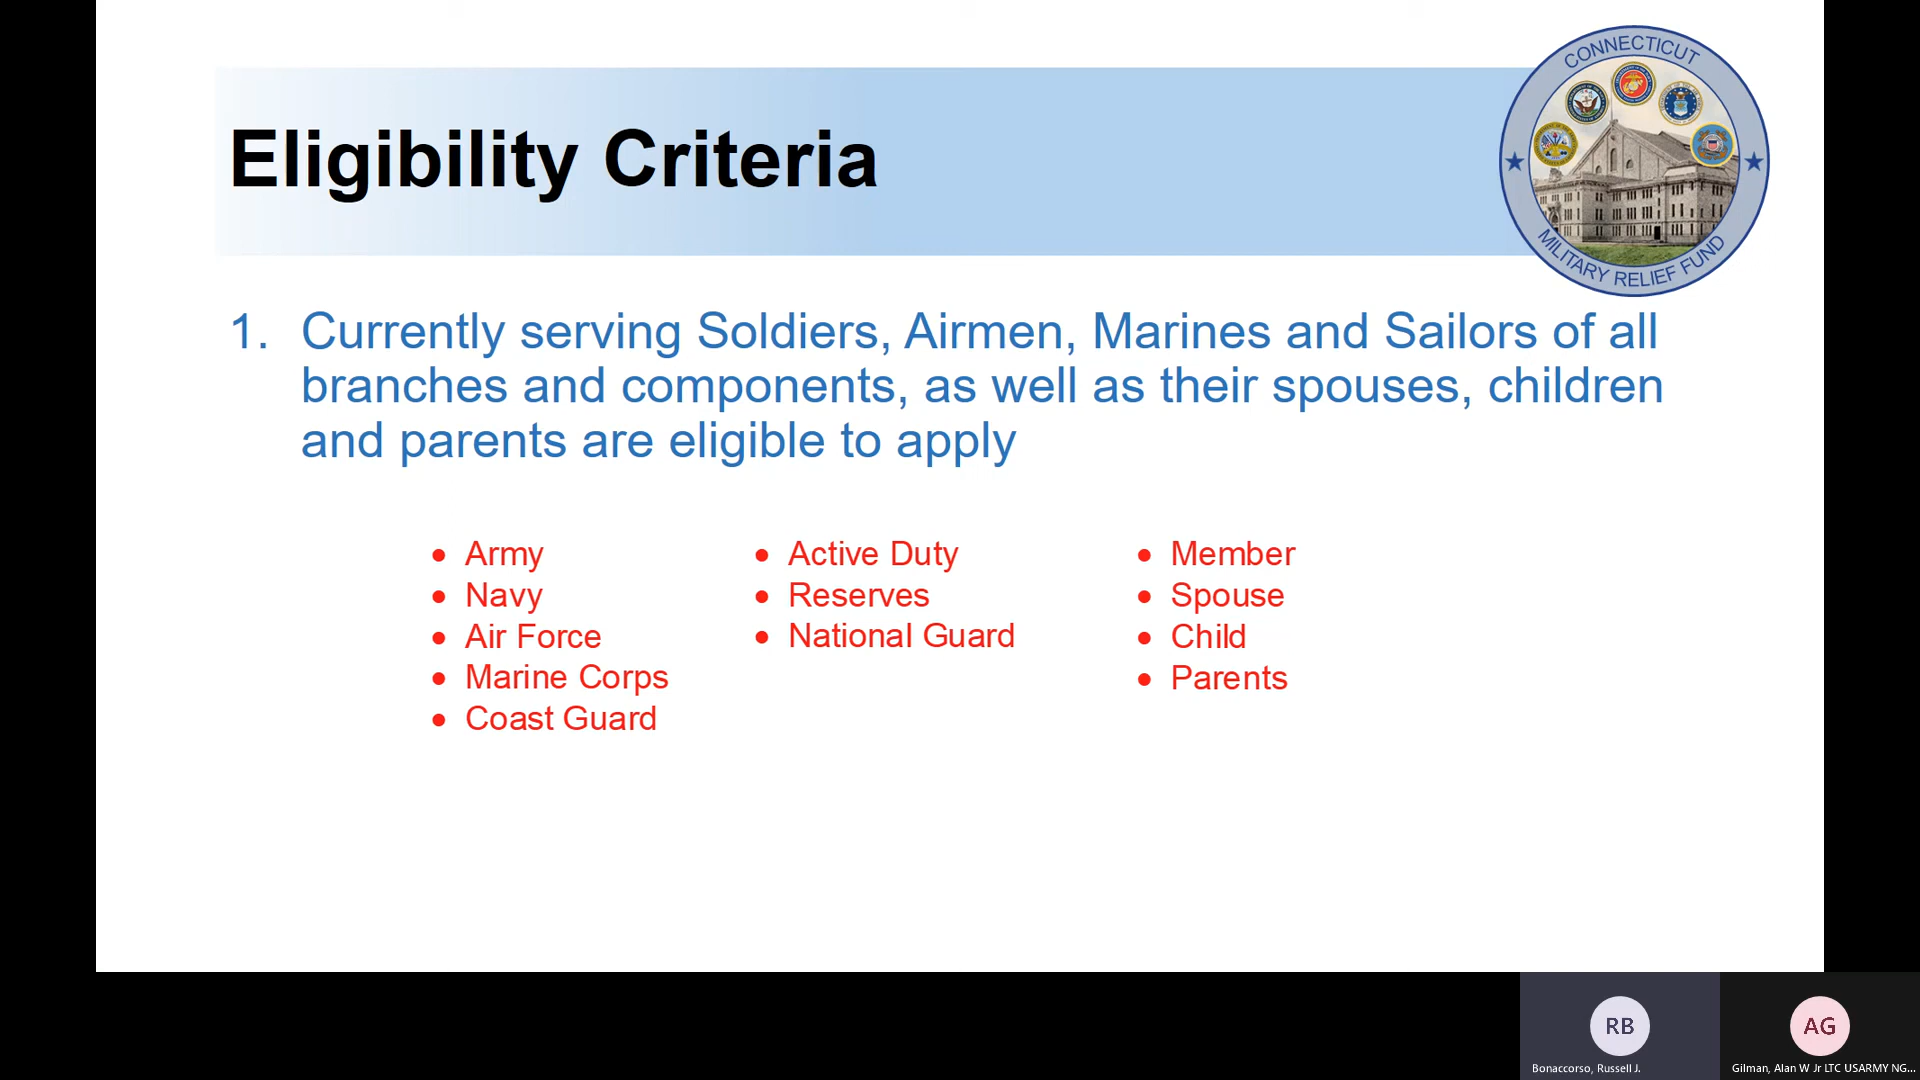 CONNECTICUT
MILITARY RELIEF FUND
Eligibility Criteria
1. Currently serving Soldiers, Airmen, Marines and Sailors of all
branches and components, as well as their spouses, children
and parents are eligible to apply
• Army
• Navy
• Air Force
• Marine Corps
• Coast Guard
• Active Duty
• Reserves
• National Guard
• Member
• Spouse
• Child
• Parents
RB
Bonaccorso, Russell J.
AG
Gilman, Alan W Jr LTC USARMY NG...